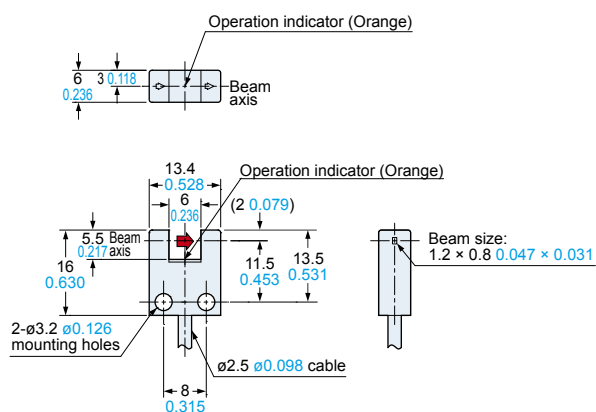 Operation indicator (Orange)
6
0.236
3 0.118
Beam
axis
13.4
0.528
Operation indicator (Orange)
6
0.236
(2 0.079)
5.5
0.217
Beam
axis
16
0.630
11.5
0.453
13.5
0.531
Beam size:
1.2 × 0.8 0.047 × 0.031
2-ø3.2 ø0.126
mounting holes
ø2.5 ø0.098 cable
8
0.315